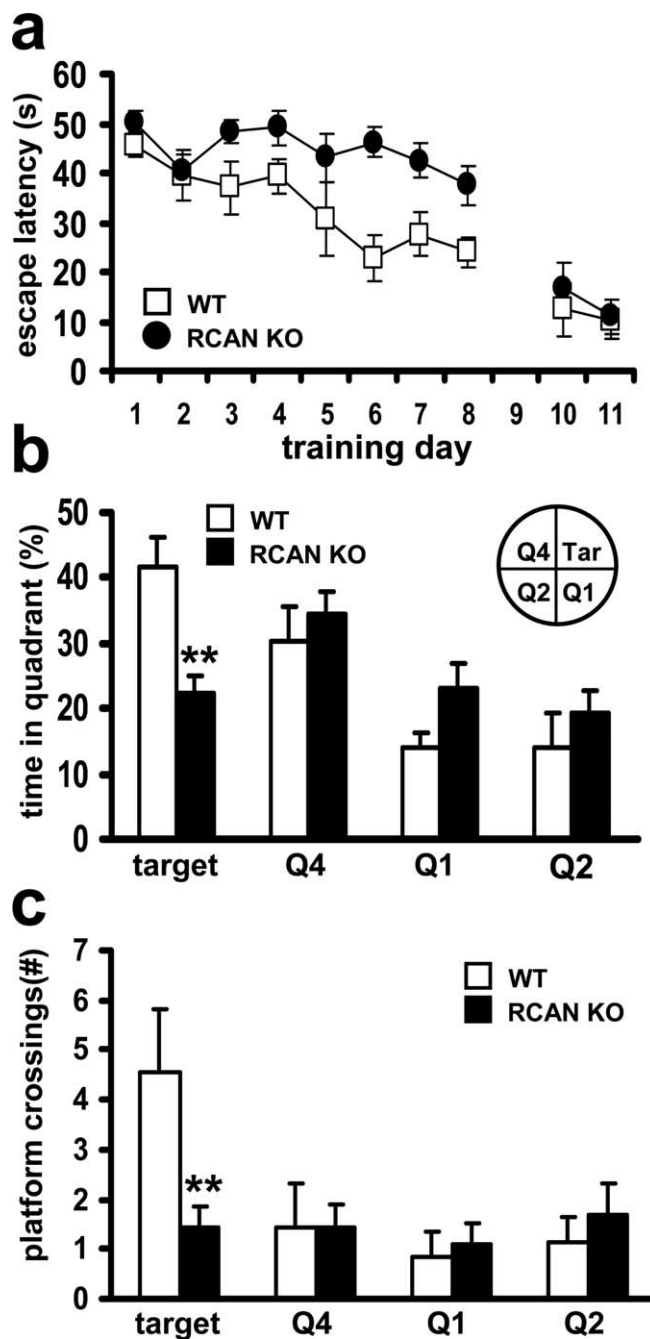 a
escape latency (s)
60
50
40
30
20
10
0
WT
RCAN KO
1 2 3 4 5 6 7 8 9 10 11
training day
b
time in quadrant (%)
50
40
30
20
10
0
WT
RCAN KO
Q4 Tar
Q2 Q1
**
target Q4 Q1 Q2
c
platform crossings(#)
7
6
5
4
3
2
1
0
WT
RCAN KO
**
target Q4 Q1 Q2